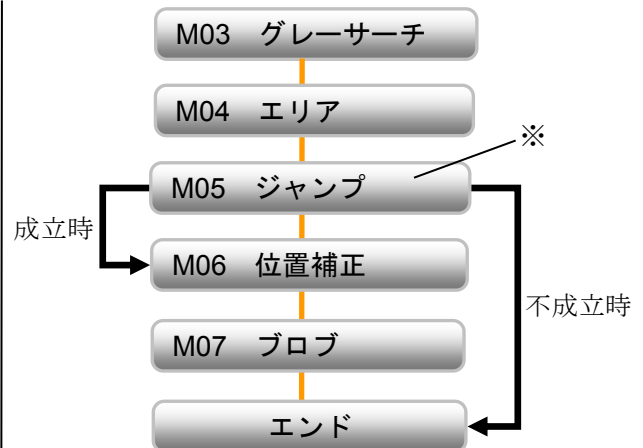 M03 グレーサーチ
M04 エリア
※
M05 ジャンプ
成立時
M06 位置補正
不成立時
M07 ブロブ
エンド